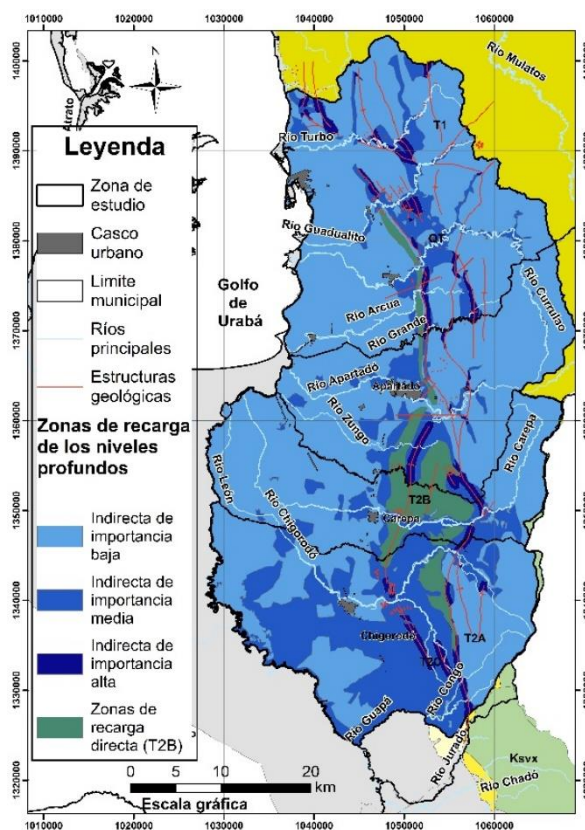 1010000 1020000 1030000 1040000 1050000 1060000
Atrato
Leyenda
Zona de
estudio
Casco
urbano
Limite
municipal
Ríos
principales
Estructuras
geológicas
Zonas de recarga
de los niveles
profundos
Indirecta de
importancia
baja
Indirecta de
importancia
media
Indirecta de
importancia
alta
Zonas de
recarga
directa (T2B)
1400000
1390000
1380000
1370000
1360000
1350000
1340000
1330000
1322000
Río Mulatos
Río Turbo
T1
Río Guadualito
QT
Golfo
de
Urabá
Río Currulao
Río Arcua
Río Grande
Río Apartadó
Apartadó
Río Zungo
Río Carepa
Río León
Río Chigorodó
T2B
Carepa
Chigorodó
T2A
T2C
Río Congo
Río Guapá
Río Jurado
Ksvx
Río Chadó
0 5 10 20
km
Escala gráfica
1010000 1020000 1030000 1040000 1050000 1060000